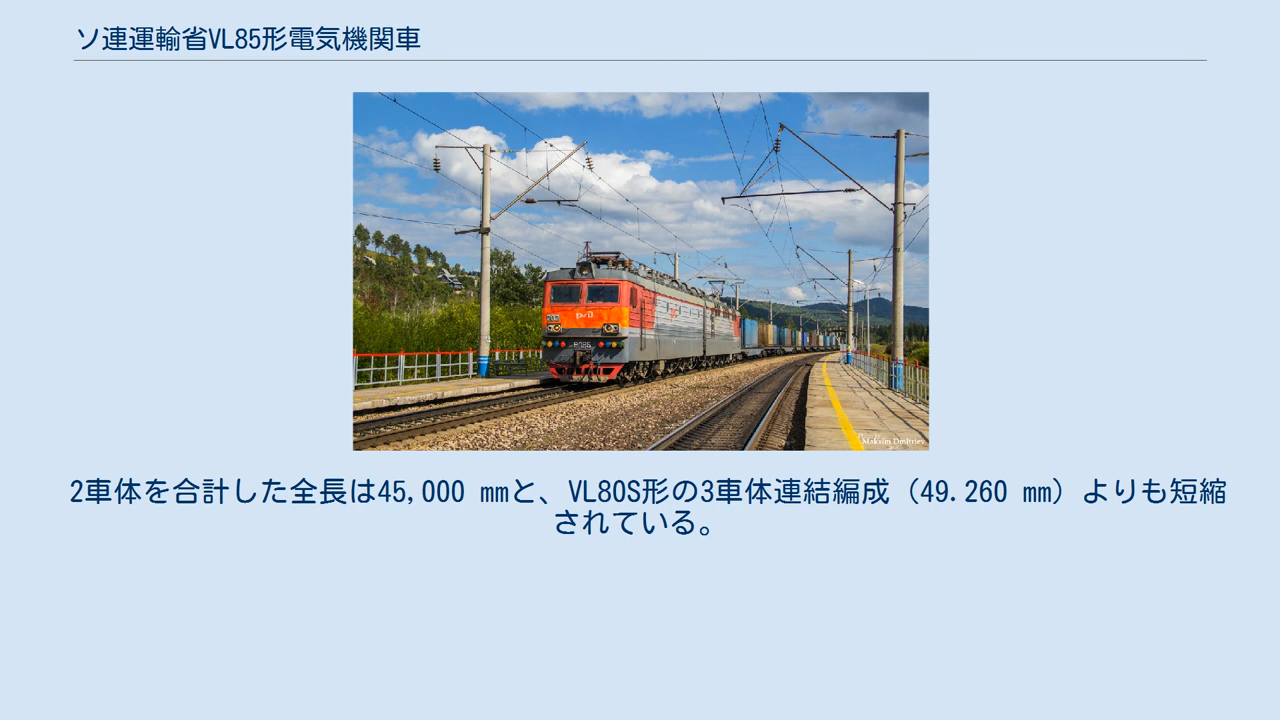 ソ連運輸省VL85形電気機関車
Maksim Dmitriev
2車体を合計した全長は45,000 mmと、VL80S形の3車体連結編成（49.260 mm）よりも短縮
されている。